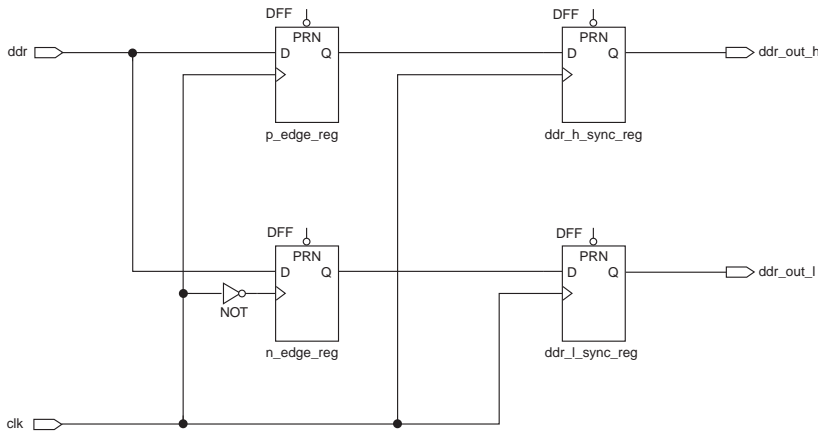 DFF
DFF
PRN
PRN
ddr
D
Q
D
Q
ddr_out_h
p_edge_reg
ddr_h_sync_reg
DFF
DFF
PRN
PRN
D
Q
D
Q
ddr_out_l
NOT
n_edge_reg
ddr_l_sync_reg
clk